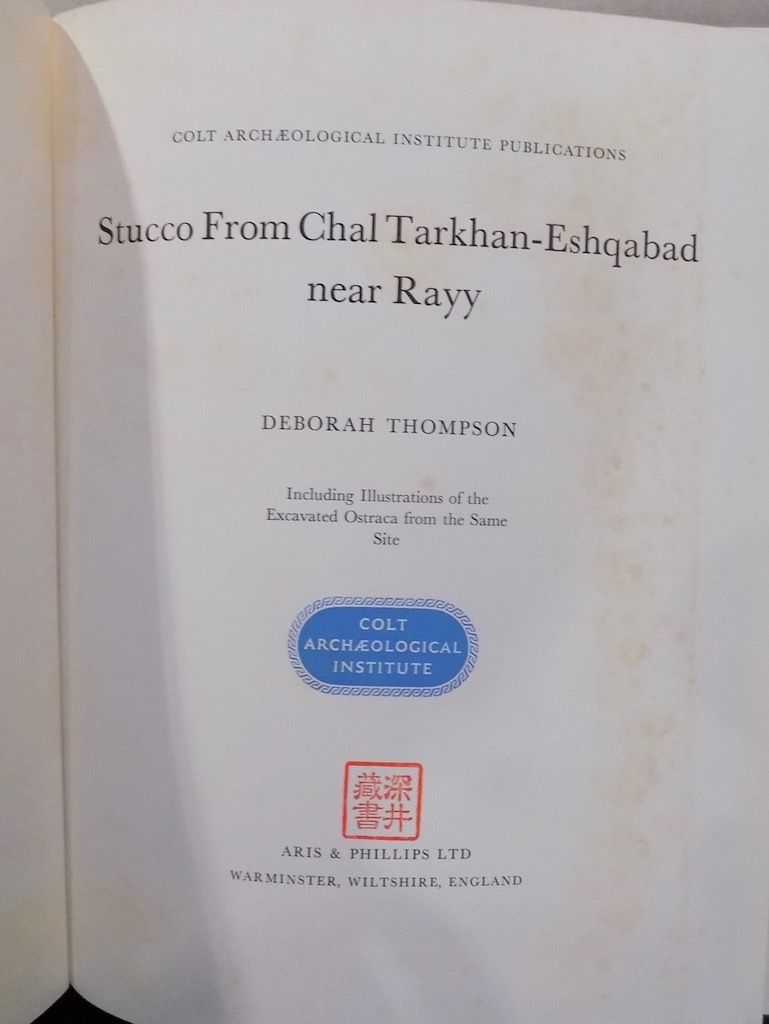 COLT ARCHÆOLOGICAL INSTITUTE PUBLICATIONS
Stucco From Chal Tarkhan-Eshqabad
near Rayy
DEBORAH THOMPSON
Including Illustrations of the
Excavated Ostraca from the Same
Site
COLT
ARCHÆOLOGICAL
INSTITUTE
深井
藏書
ARIS & PHILLIPS LTD
WARMINSTER, WILTSHIRE, ENGLAND